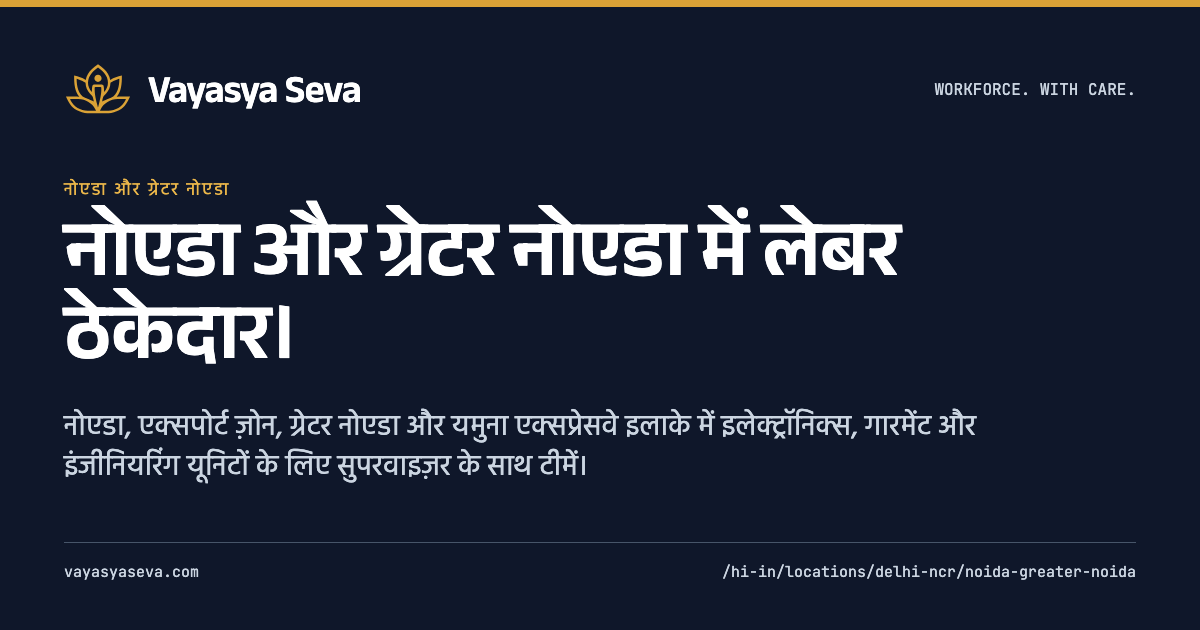 Vayasya Seva
WORKFORCE. WITH CARE.
नोएडा और ग्रेटर नोएडा
नोएडा और ग्रेटर नोएडा में लेबर
ठेकेदार।
नोएडा, एक्सपोर्ट ज़ोन, ग्रेटर नोएडा और यमुना एक्सप्रेसवे इलाके में इलेक्ट्रॉनिक्स, गारमेंट और
इंजीनियरिंग यूनिटों के लिए सुपरवाइज़र के साथ टीमें।
vayasyaseva.com
/hi-in/locations/delhi-ncr/noida-greater-noida